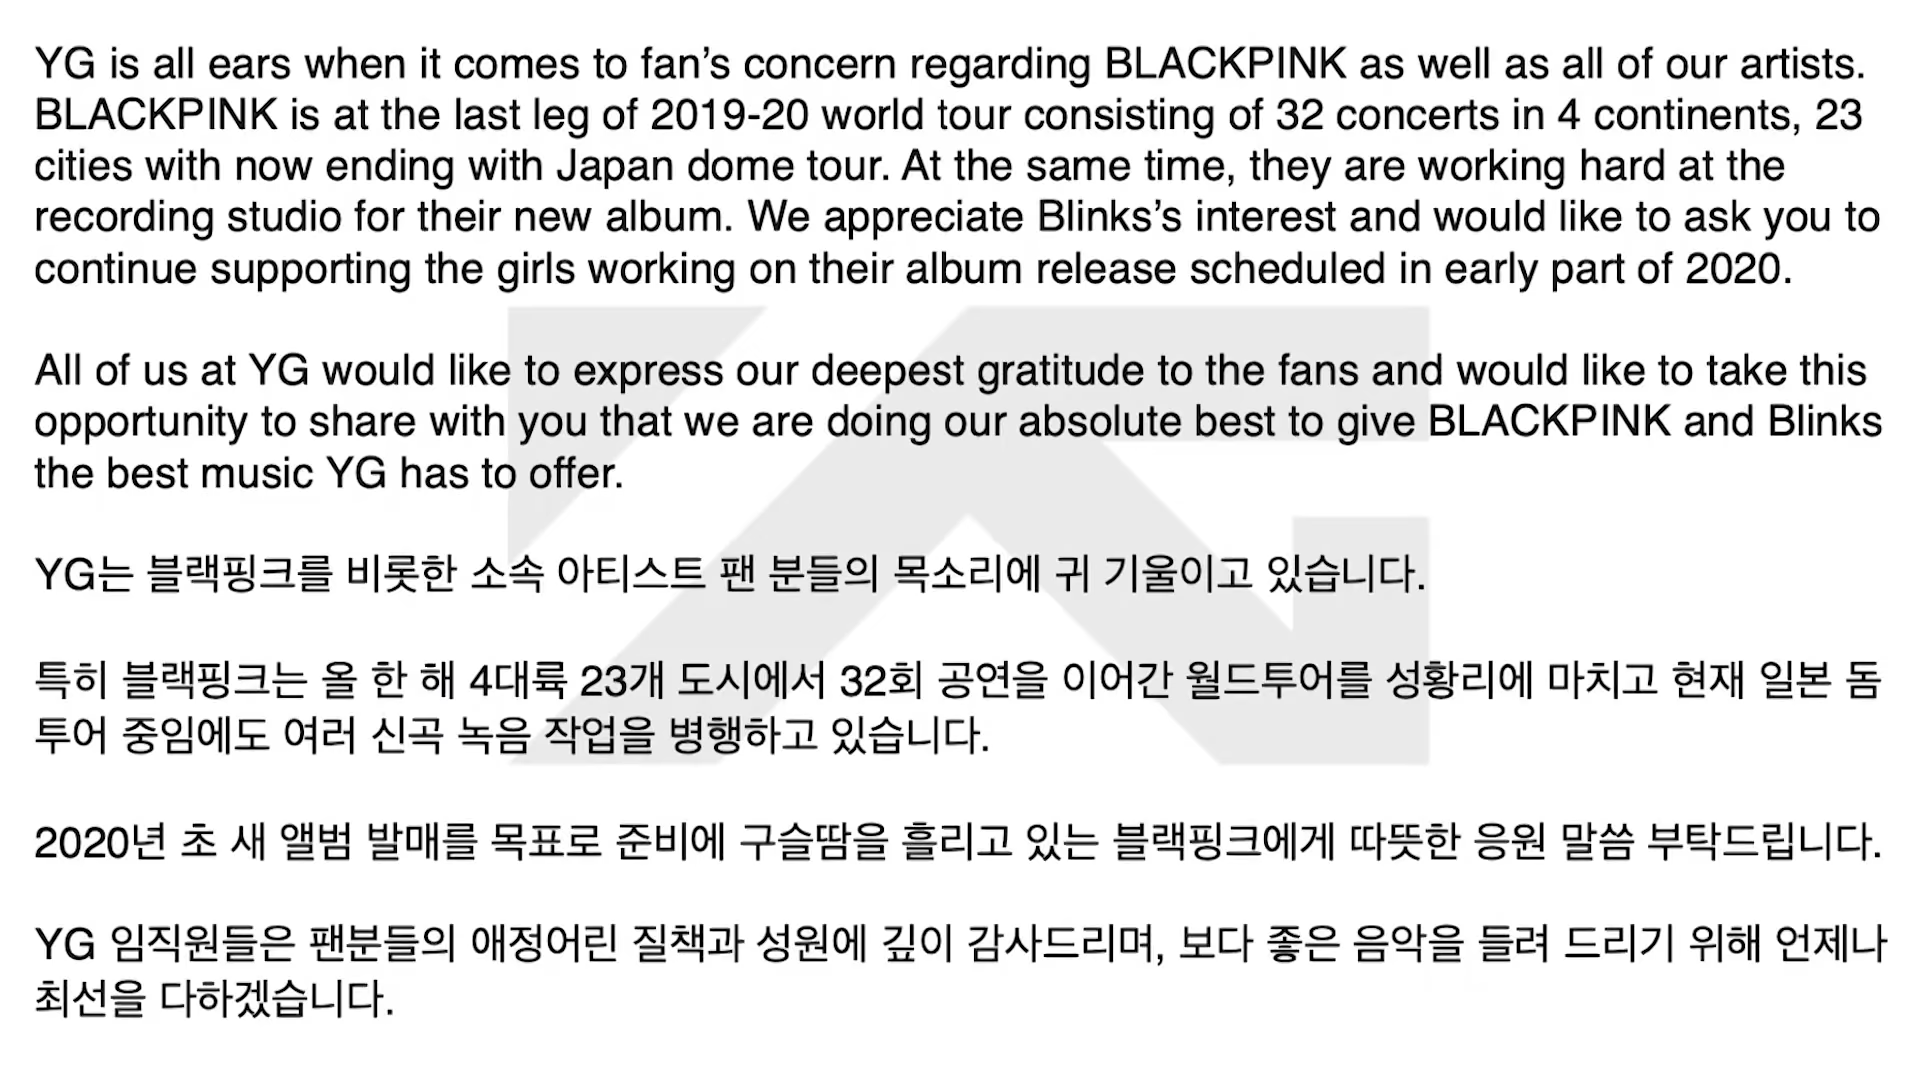 YG is all ears when it comes to fan’s concern regarding BLACKPINK as well as all of our artists.
BLACKPINK is at the last leg of 2019-20 world tour consisting of 32 concerts in 4 continents, 23
cities with now ending with Japan dome tour. At the same time, they are working hard at the
recording studio for their new album. We appreciate Blinks’s interest and would like to ask you to
continue supporting the girls working on their album release scheduled in early part of 2020.
All of us at YG would like to express our deepest gratitude to the fans and would like to take this
opportunity to share with you that we are doing our absolute best to give BLACKPINK and Blinks
the best music YG has to offer.
YG는 블랙핑크를 비롯한 소속 아티스트 팬 분들의 목소리에 귀 기울이고 있습니다.
특히 블랙핑크는 올 한 해 4대륙 23개 도시에서 32회 공연을 이어간 월드투어를 성황리에 마치고 현재 일본 돔
투어 중임에도 여러 신곡 녹음 작업을 병행하고 있습니다.
2020년 초 새 앨범 발매를 목표로 준비에 구슬땀을 흘리고 있는 블랙핑크에게 따뜻한 응원 말씀 부탁드립니다.
YG 임직원들은 팬분들의 애정어린 질책과 성원에 깊이 감사드리며, 보다 좋은 음악을 들려 드리기 위해 언제나
최선을 다하겠습니다.